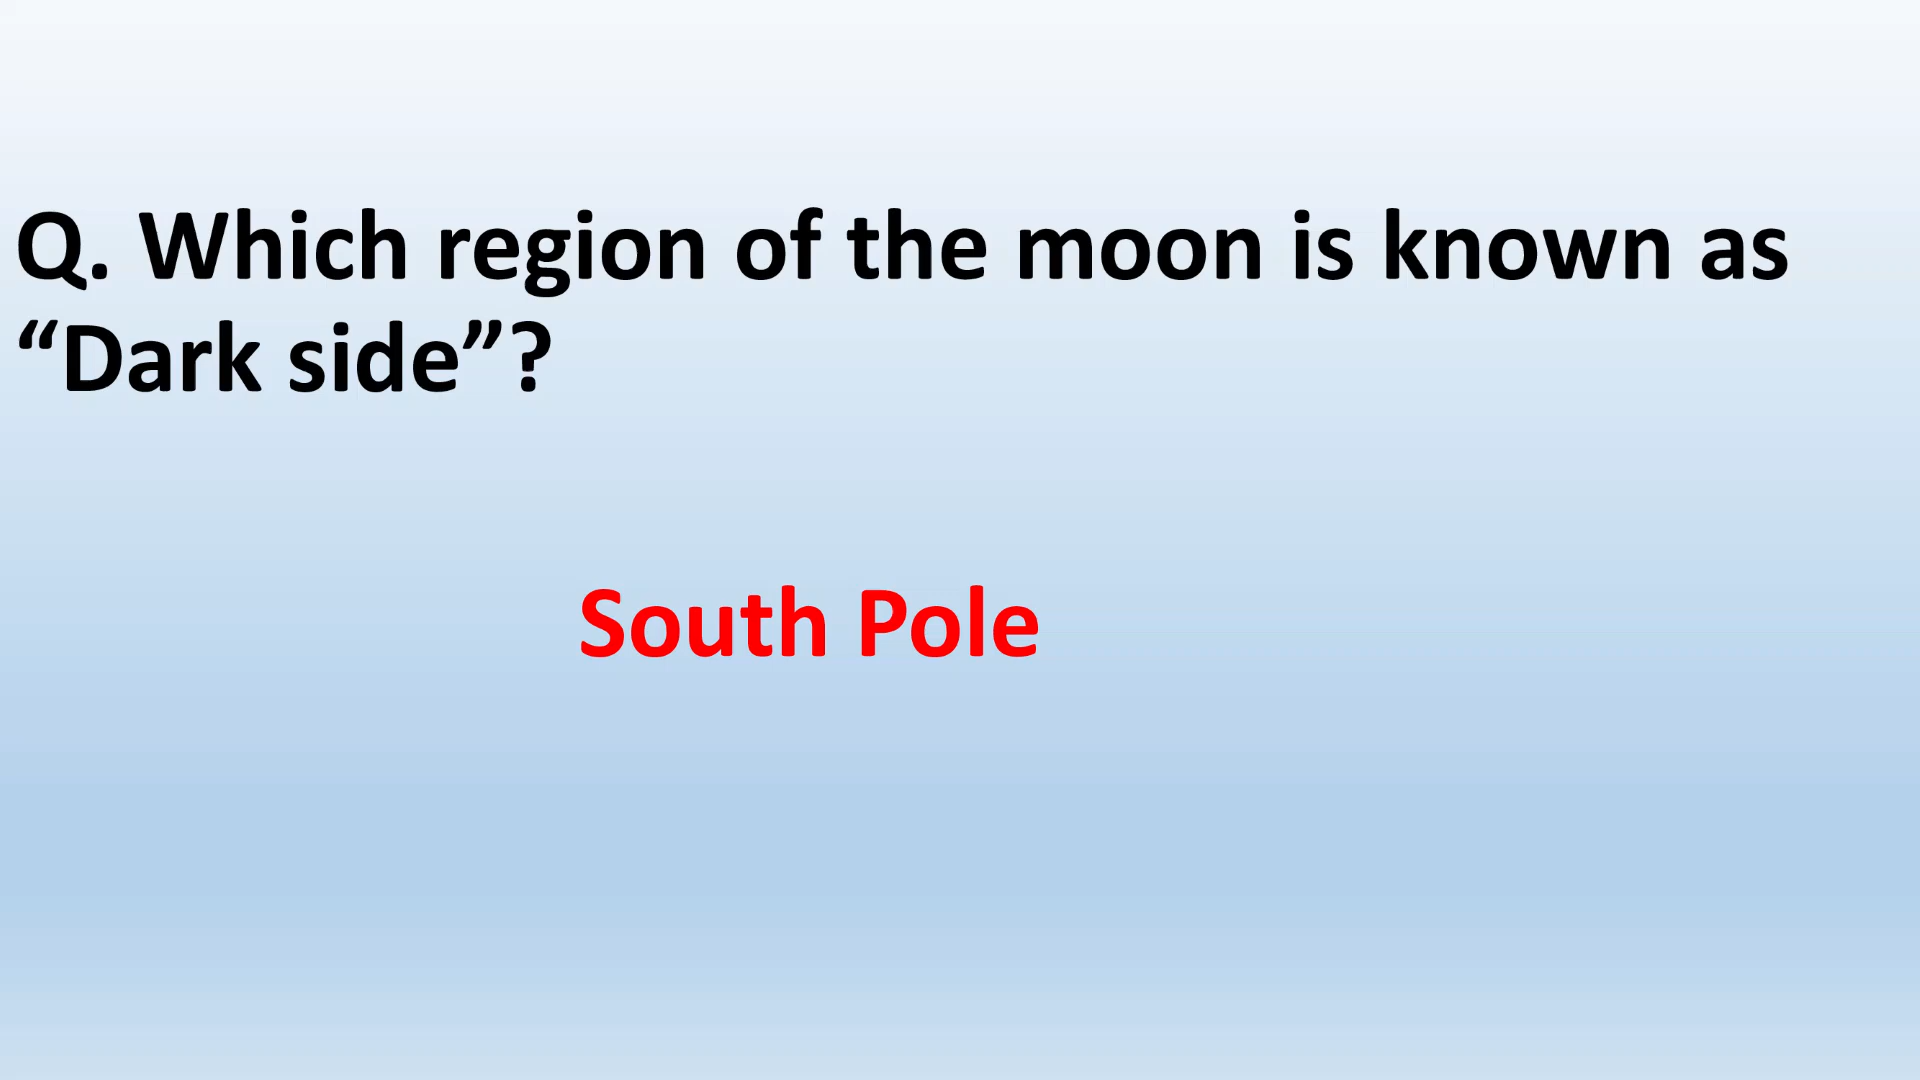 Q. Which region of the moon is known as
“Dark side”?
South Pole